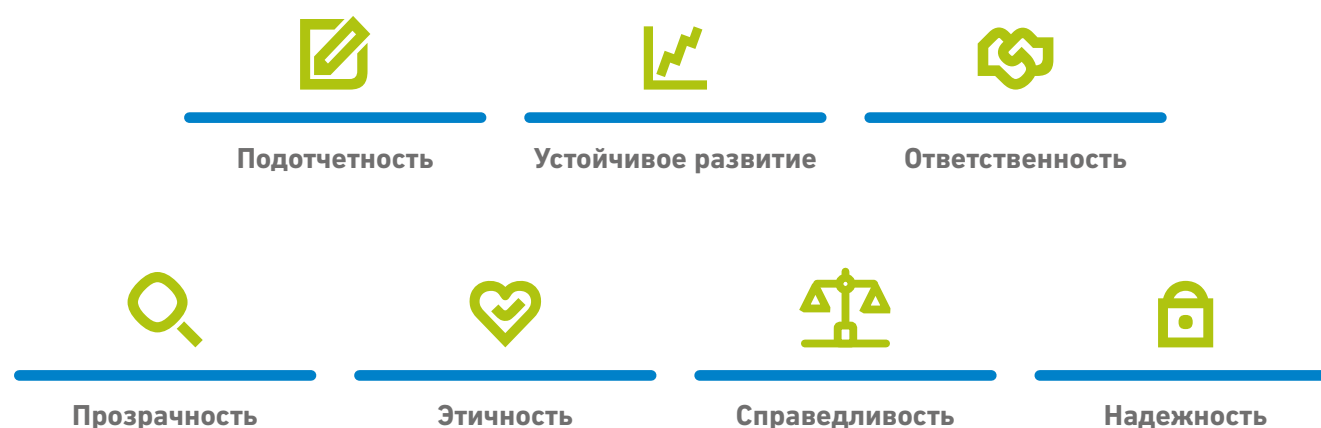 Подотчетность
Устойчивое развитие
Ответственность
Прозрачность
Этичность
Справедливость
Надежность